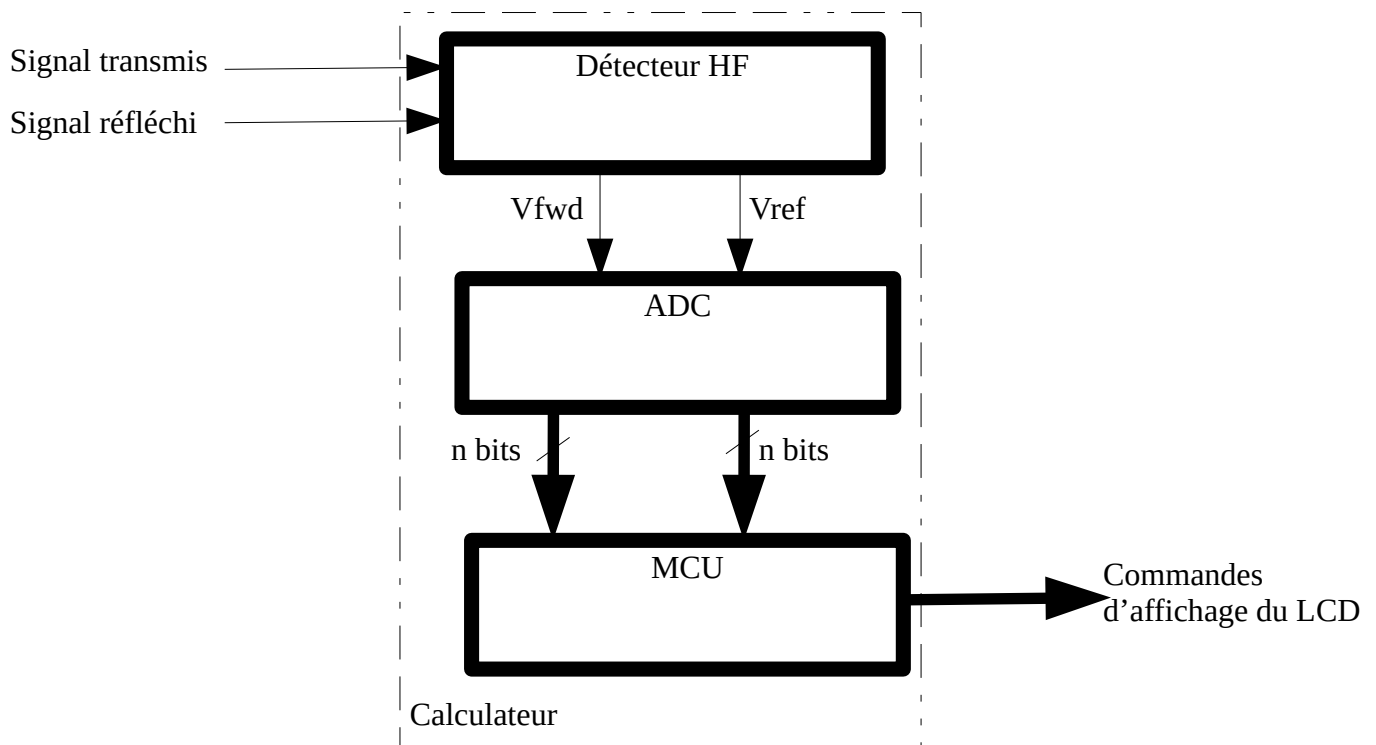 Signal transmis
Signal réfléchi
Détecteur HF
Vfwd
Vref
ADC
n bits
n bits
MCU
Commandes
d’affichage du LCD
Calculateur